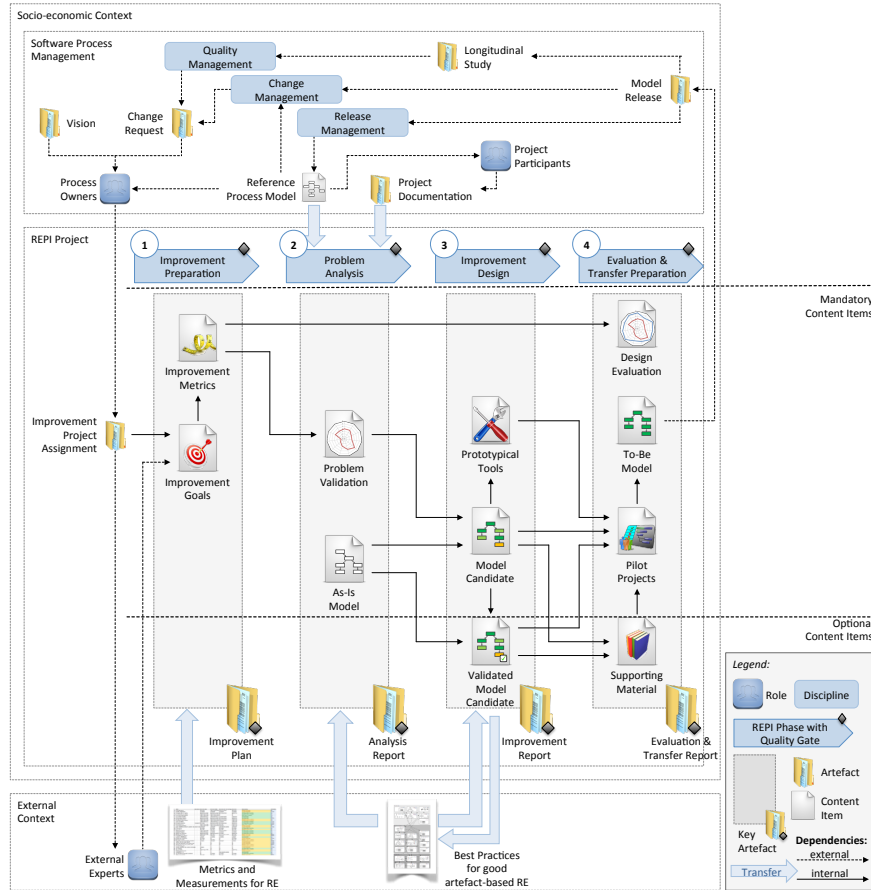 Socio-economic Context
Software Process
Management
Quality
Management
Longitudinal
Study
Change
Management
Model
Release
Vision
Change
Request
Release
Management
Project
Participants
Process
Owners
Reference
Process Model
Project
Documentation
REPI Project
1
2
3
4
Improvement
Preparation
Problem
Analysis
Improvement
Design
Evaluation &
Transfer Preparation
Mandatory
Content Items
Improvement
Metrics
Design
Evaluation
Improvement
Project
Assignment
Improvement
Goals
Problem
Validation
Prototypical
Tools
To-Be
Model
As-Is
Model
Model
Candidate
Pilot
Projects
Optiona
Content Items
Validated
Model
Candidate
Supporting
Material
Improvement
Plan
Analysis
Report
Improvement
Report
Evaluation &
Transfer Report
External
Context
External
Experts
Metrics and
Measurements for RE
Best Practices
for good
artefact-based RE
Legend:
Role
Discipline
REPI Phase with
Quality Gate
Artefact
Content
Item
Key
Artefact
Dependencies:
external
internal
Transfer